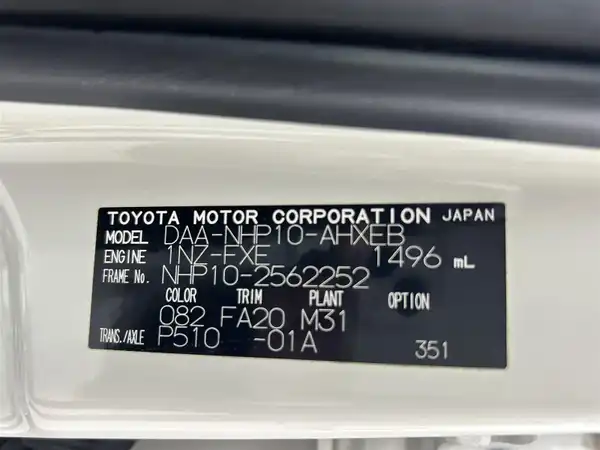 TOYOTA MOTOR CORPORATION JAPAN
MODEL DAA-NHP10-AHXEB
ENGINE 1NZ-FXE 1496 mL
FRAME No. NHP10-2562252
COLOR TRIM PLANT OPTION
082 FA20 M31
TRANS./AXLE P510 -01A 351